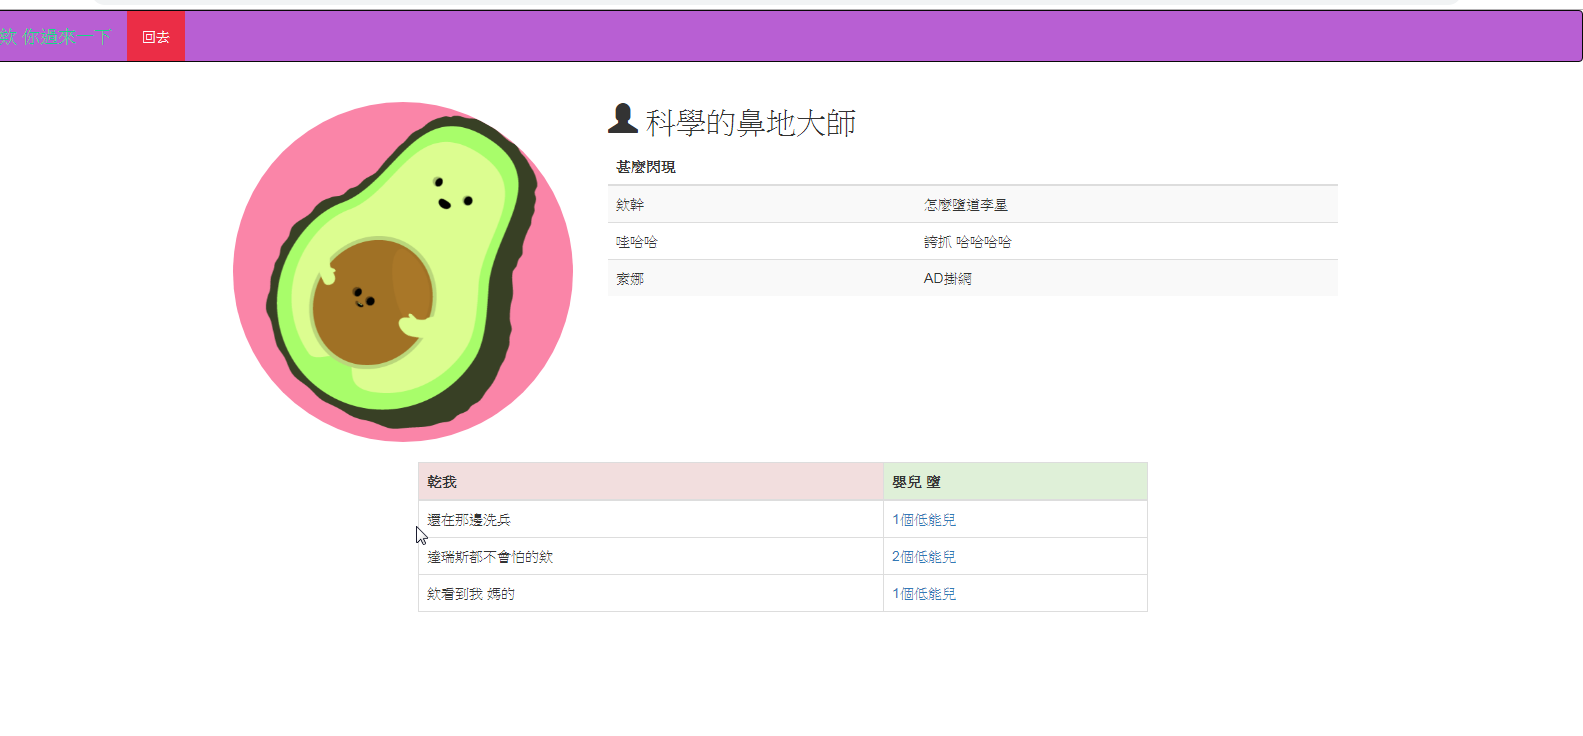 欸 你過來一下 回去
科學的鼻地大師
甚麼閃現
欸幹 怎麼墮道李星
哇哈哈 誇抓 哈哈哈哈
索娜 AD掛網
乾我 嬰兒 墮
還在那邊洗兵 1個低能兒
達瑞斯都不會怕的欸 2個低能兒
欸看到我 媽的 1個低能兒